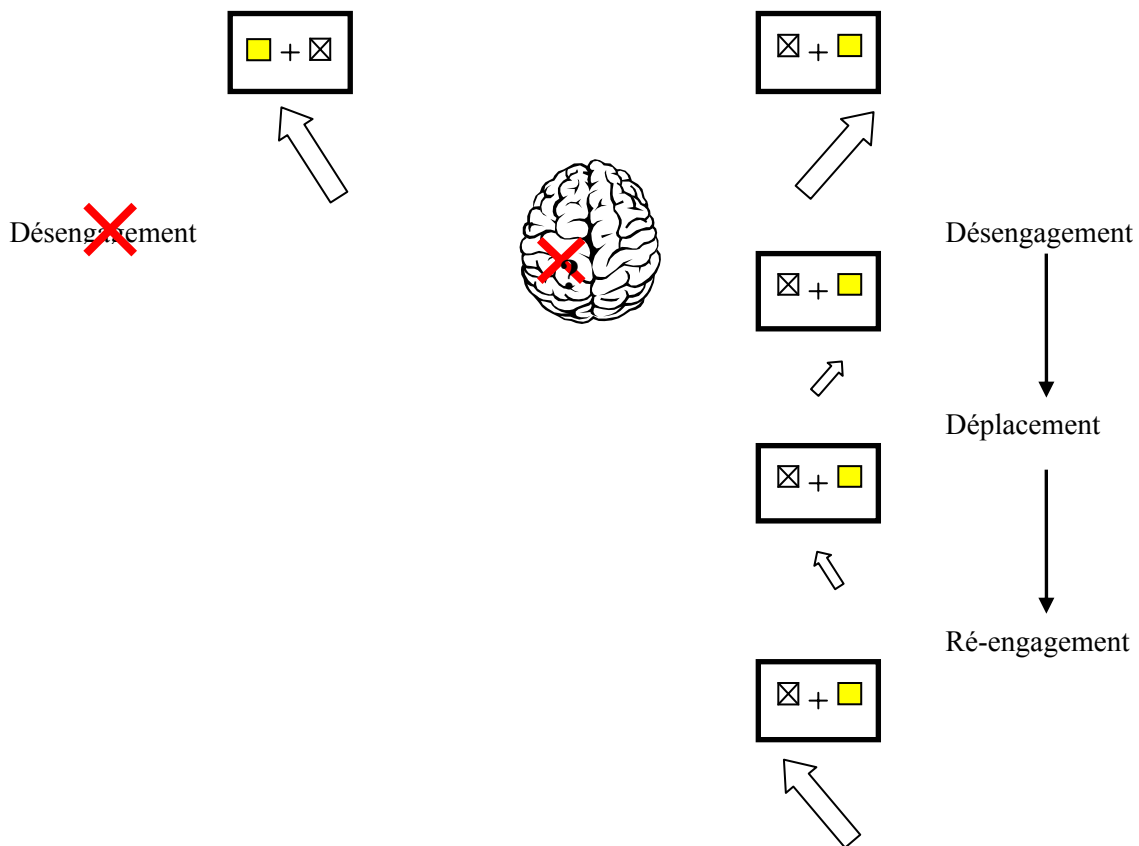 +
+
Désengagement
Désengagement
?
+
Déplacement
+
Ré-engagement
+